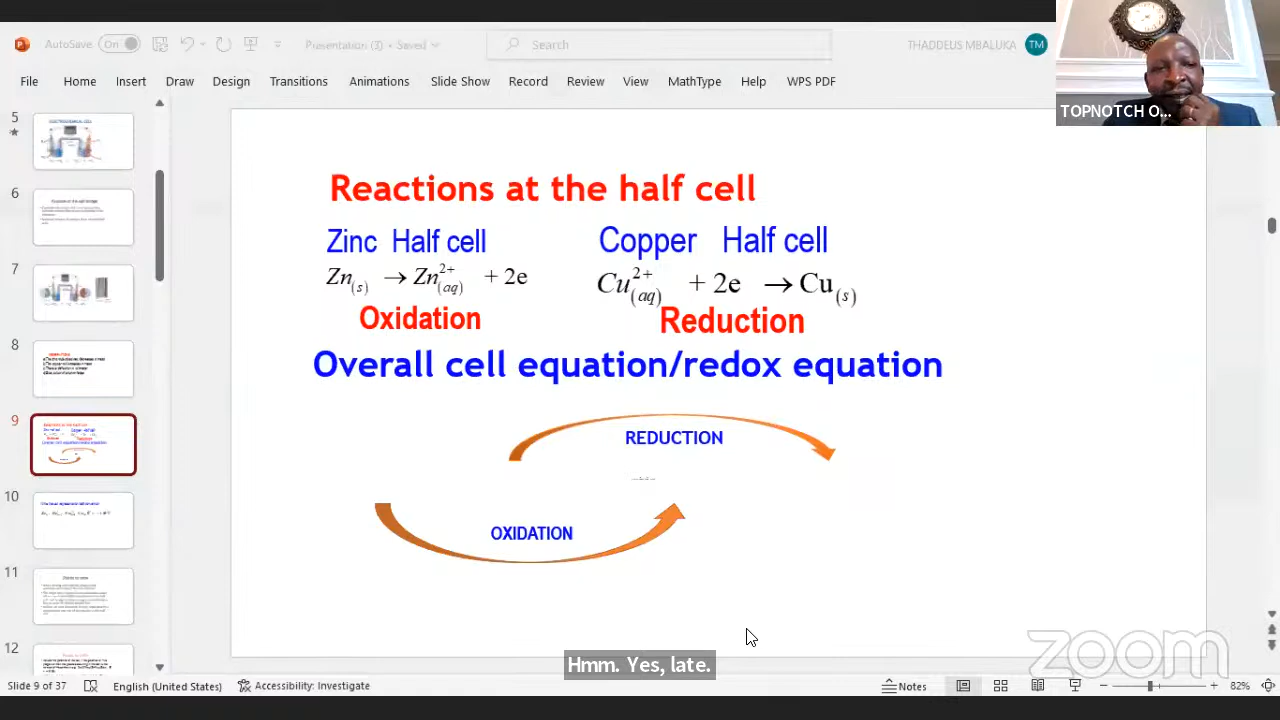 AutoSave On Presentation (3) • Saved Search THADDEUS MBALUKA TM
File Home Insert Draw Design Transitions Animations Slide Show Review View MathType Help WPS PDF
TOPNOTCH O...
5
6
7
8
9
10
11
12
Reactions at the half cell
Zinc Half cell Copper Half cell
Zn(s) → Zn2+(aq) + 2e Cu2+(aq) + 2e → Cu(s)
Oxidation Reduction
Overall cell equation/redox equation
REDUCTION
OXIDATION
zoom
Hmm. Yes, late.
Slide 9 of 37 English (United States) Accessibility: Investigate Notes 82%